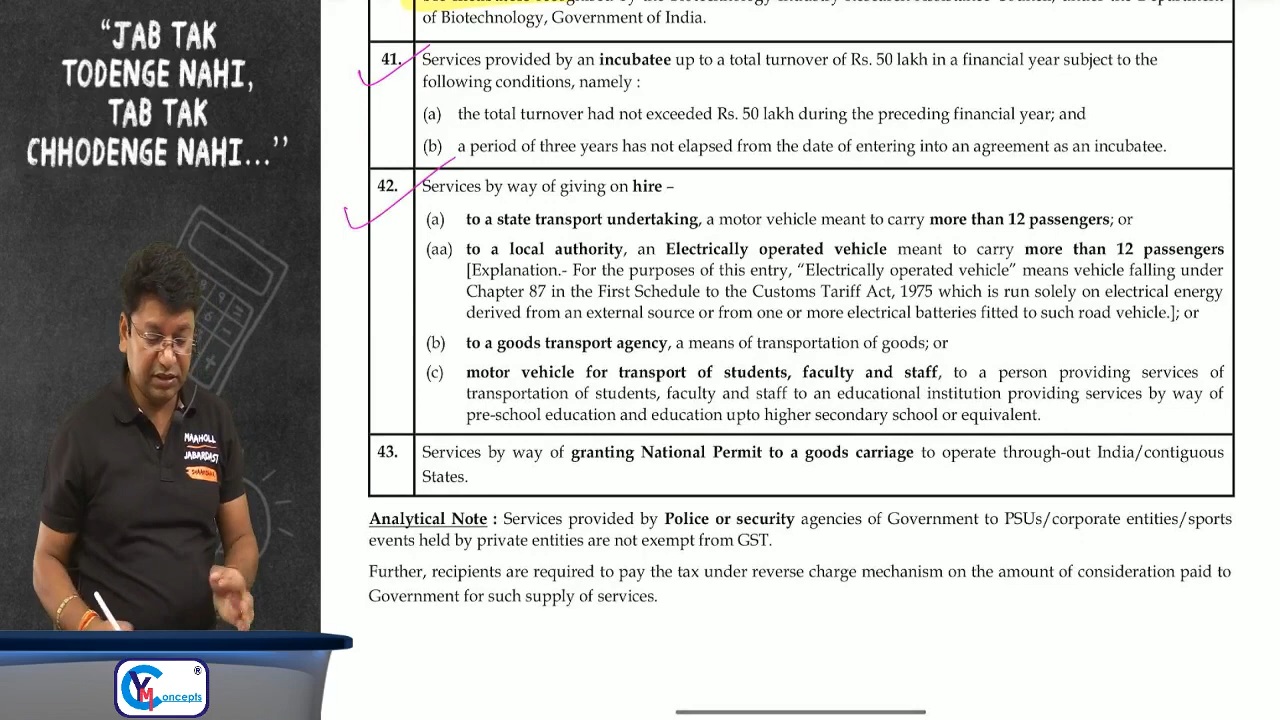 “JAB TAK
TODENGE NAHI,
TAB TAK
CHHODENGE NAHI...’’
of Biotechnology, Government of India.
41. Services provided by an incubatee up to a total turnover of Rs. 50 lakh in a financial year subject to the
following conditions, namely :
(a) the total turnover had not exceeded Rs. 50 lakh during the preceding financial year; and
(b) a period of three years has not elapsed from the date of entering into an agreement as an incubatee.
42. Services by way of giving on hire –
(a) to a state transport undertaking, a motor vehicle meant to carry more than 12 passengers; or
(aa) to a local authority, an Electrically operated vehicle meant to carry more than 12 passengers
[Explanation.- For the purposes of this entry, “Electrically operated vehicle” means vehicle falling under
Chapter 87 in the First Schedule to the Customs Tariff Act, 1975 which is run solely on electrical energy
derived from an external source or from one or more electrical batteries fitted to such road vehicle.]; or
(b) to a goods transport agency, a means of transportation of goods; or
(c) motor vehicle for transport of students, faculty and staff, to a person providing services of
transportation of students, faculty and staff to an educational institution providing services by way of
pre-school education and education upto higher secondary school or equivalent.
43. Services by way of granting National Permit to a goods carriage to operate through-out India/contiguous
States.
Analytical Note : Services provided by Police or security agencies of Government to PSUs/corporate entities/sports
events held by private entities are not exempt from GST.
Further, recipients are required to pay the tax under reverse charge mechanism on the amount of consideration paid to
Government for such supply of services.
MAAHOLL
JABARDAST
YM Concepts ®